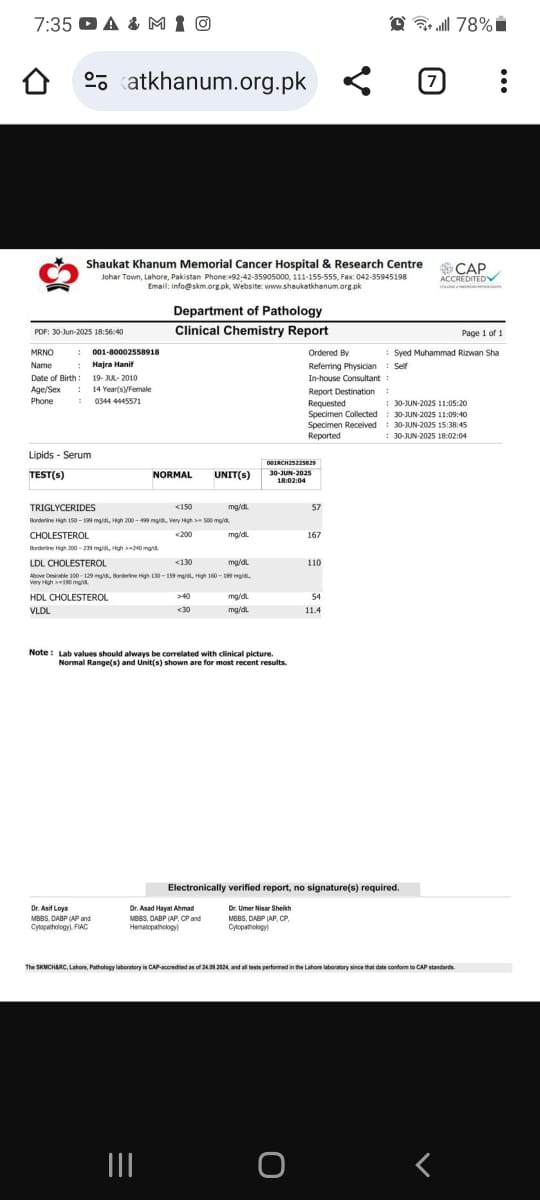 7:35
78%
atkhanum.org.pk
7
Shaukat Khanum Memorial Cancer Hospital & Research Centre
Johar Town, Lahore, Pakistan Phone:+92-42-35905000, 111-155-555, Fax: 042-35945198
Email: info@skm.org.pk, Website: www.shaukatkhanum.org.pk
CAP
ACCREDITED
COLLEGE of AMERICAN PATHOLOGISTS
Department of Pathology
PDF: 30-Jun-2025 18:56:40
Clinical Chemistry Report
Page 1 of 1
MRNO : 001-80002558918
Name : Hajra Hanif
Date of Birth : 19- JUL- 2010
Age/Sex : 14 Year(s)/Female
Phone : 0344 4445571
Ordered By : Syed Muhammad Rizwan Sha
Referring Physician : Self
In-house Consultant :
Report Destination :
Requested : 30-JUN-2025 11:05:20
Specimen Collected : 30-JUN-2025 11:09:40
Specimen Received : 30-JUN-2025 15:38:45
Reported : 30-JUN-2025 18:02:04
Lipids - Serum
001RCH25225829
TEST(s) NORMAL UNIT(s) 30-JUN-2025
18:02:04
TRIGLYCERIDES <150 mg/dL 57
Borderline High 150 - 199 mg/dL, High 200 - 499 mg/dL, Very High >= 500 mg/dL
CHOLESTEROL <200 mg/dL 167
Borderline High 200 - 239 mg/dL, High >=240 mg/dL
LDL CHOLESTEROL <130 mg/dL 110
Above Desirable 100 - 129 mg/dL, Borderline High 130 - 159 mg/dL, High 160 - 189 mg/dL,
Very High >=190 mg/dL
HDL CHOLESTEROL >40 mg/dL 54
VLDL <30 mg/dL 11.4
Note : Lab values should always be correlated with clinical picture.
Normal Range(s) and Unit(s) shown are for most recent results.
Electronically verified report, no signature(s) required.
Dr. Asif Loya
MBBS, DABP (AP and
Cytopathology), FIAC
Dr. Asad Hayat Ahmad
MBBS, DABP (AP, CP and
Hematopathology)
Dr. Umer Nisar Sheikh
MBBS, DABP (AP, CP,
Cytopathology)
The SKMCH&RC, Lahore, Pathology laboratory is CAP-accredited as of 24.09.2024, and all tests performed in the Lahore laboratory since that date conform to CAP standards.